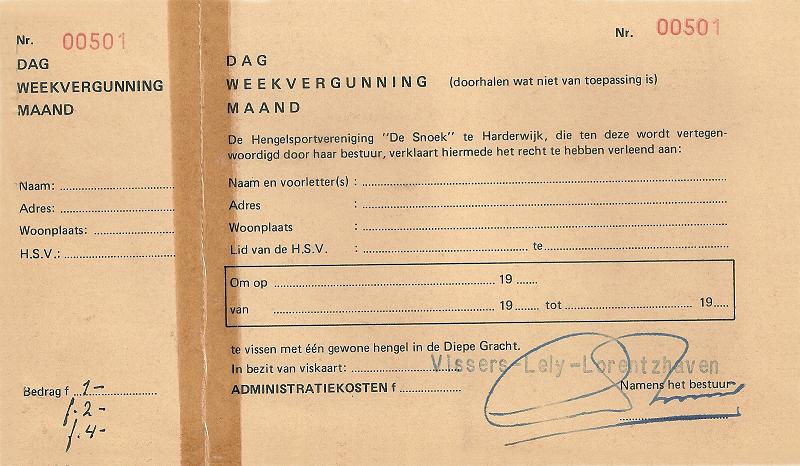 Nr. 00501
DAG
WEEKVERGUNNING
MAAND
Naam:
Adres:
Woonplaats:
H.S.V.:
Bedrag f 1-
f. 2-
f. 4-
Nr. 00501
DAG
WEEKVERGUNNING (doorhalen wat niet van toepassing is)
MAAND
De Hengelsportvereniging "De Snoek" te Harderwijk, die ten deze wordt vertegen-
woordigd door haar bestuur, verklaart hiermede het recht te hebben verleend aan:
Naam en voorletter(s) :
Adres :
Woonplaats :
Lid van de H.S.V. : te
Om op 19
van 19 tot 19
te vissen met één gewone hengel in de Diepe Gracht.
In bezit van viskaart: Vissers-Lely-Lorentzhaven
ADMINISTRATIEKOSTEN f
Namens het bestuur